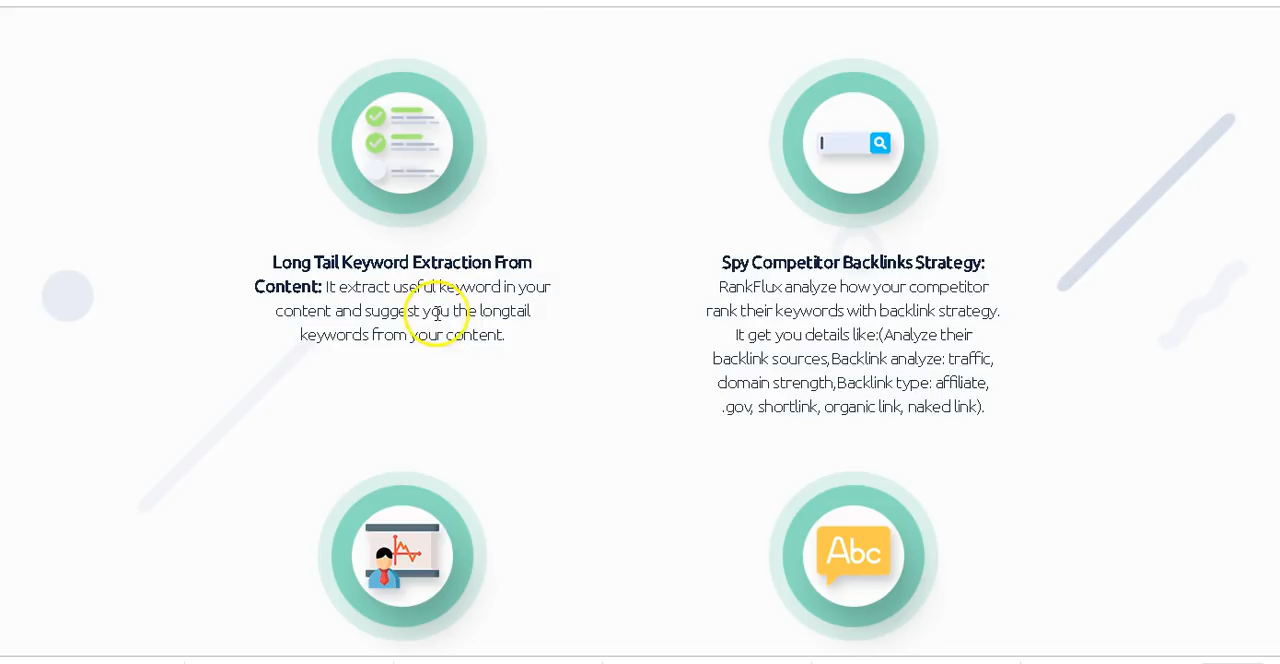 Long Tail Keyword Extraction From
Content: It extract useful keyword in your
content and suggest you the longtail
keywords from your content.
Spy Competitor Backlinks Strategy:
RankFlux analyze how your competitor
rank their keywords with backlink strategy.
It get you details like:(Analyze their
backlink sources,Backlink analyze: traffic,
domain strength,Backlink type: affiliate,
.gov, shortlink, organic link, naked link).
Abc